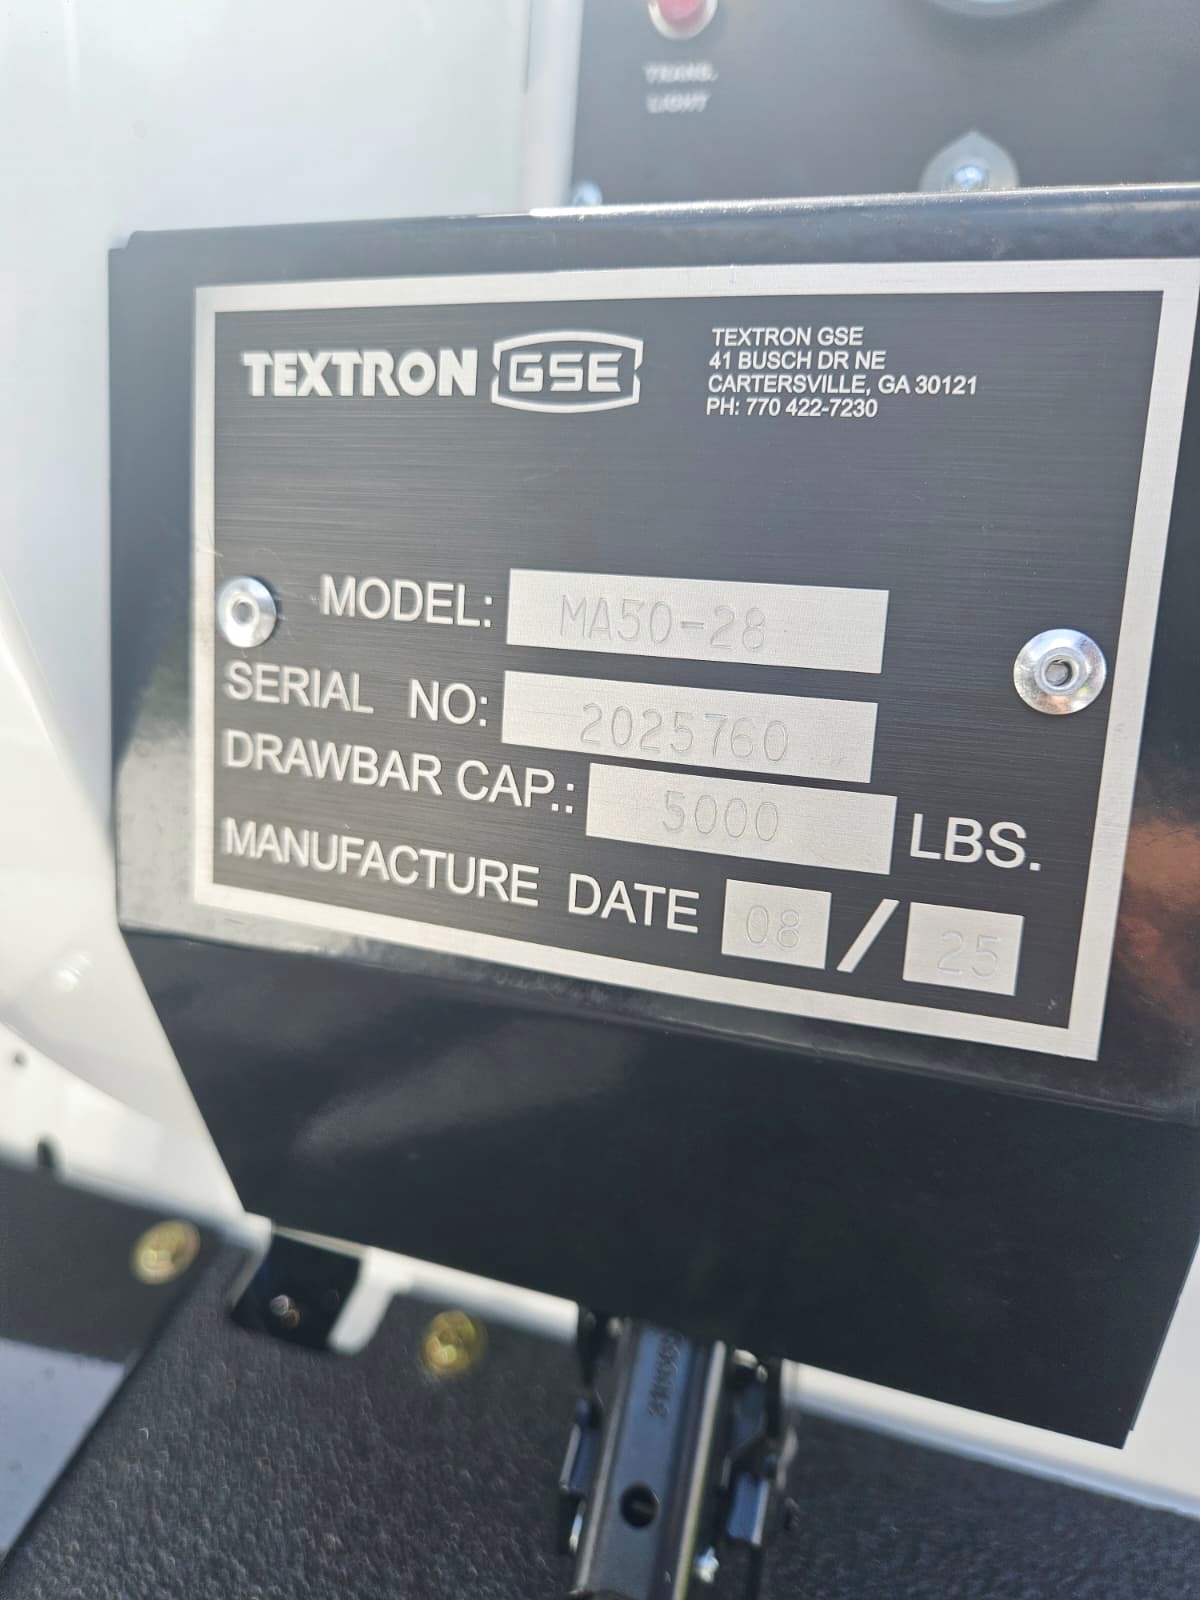 TRANS.
LIGHT
TEXTRON GSE
TEXTRON GSE
41 BUSCH DR NE
CARTERSVILLE, GA 30121
PH: 770 422-7230
MODEL: MA50-28
SERIAL NO: 2025760
DRAWBAR CAP.: 5000 LBS.
MANUFACTURE DATE 08 / 25